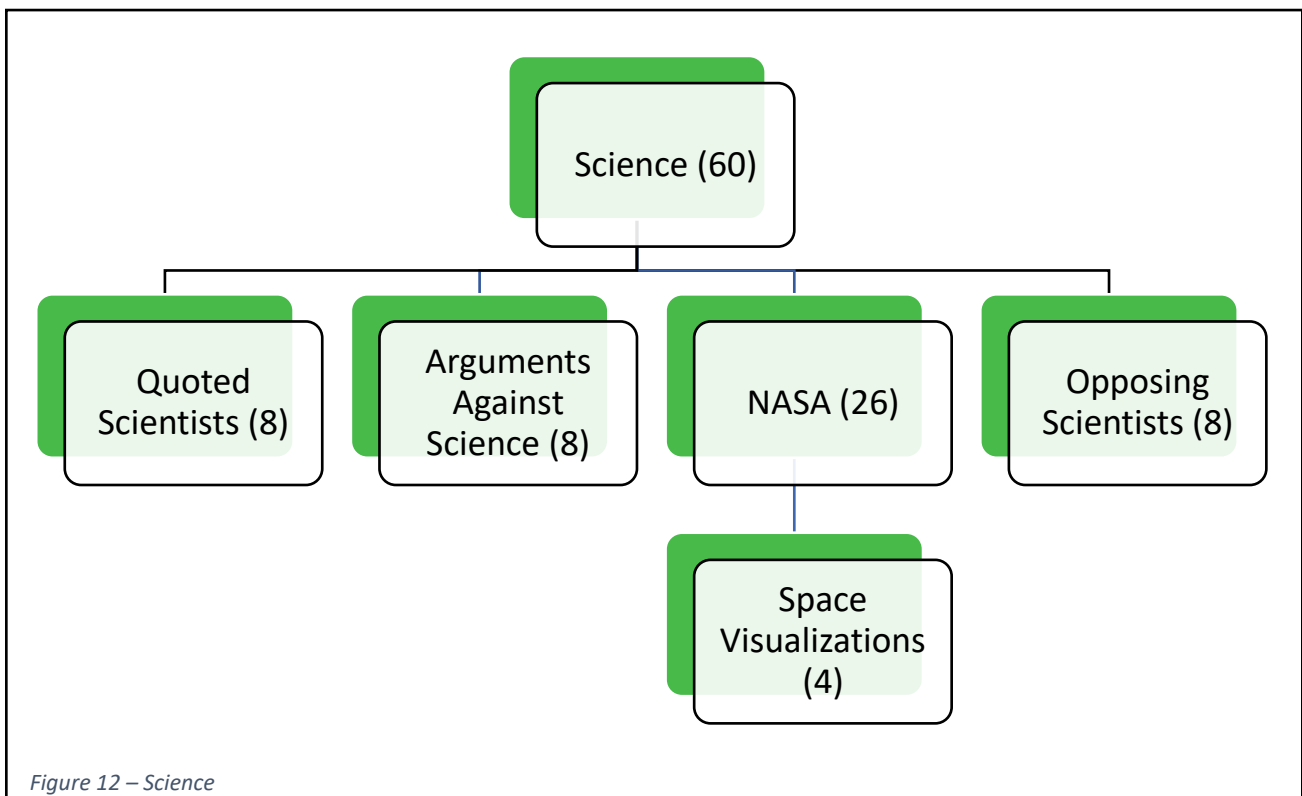 Science (60)
Quoted
Scientists (8)
Arguments
Against
Science (8)
NASA (26)
Opposing
Scientists (8)
Space
Visualizations
(4)
Figure 12 – Science